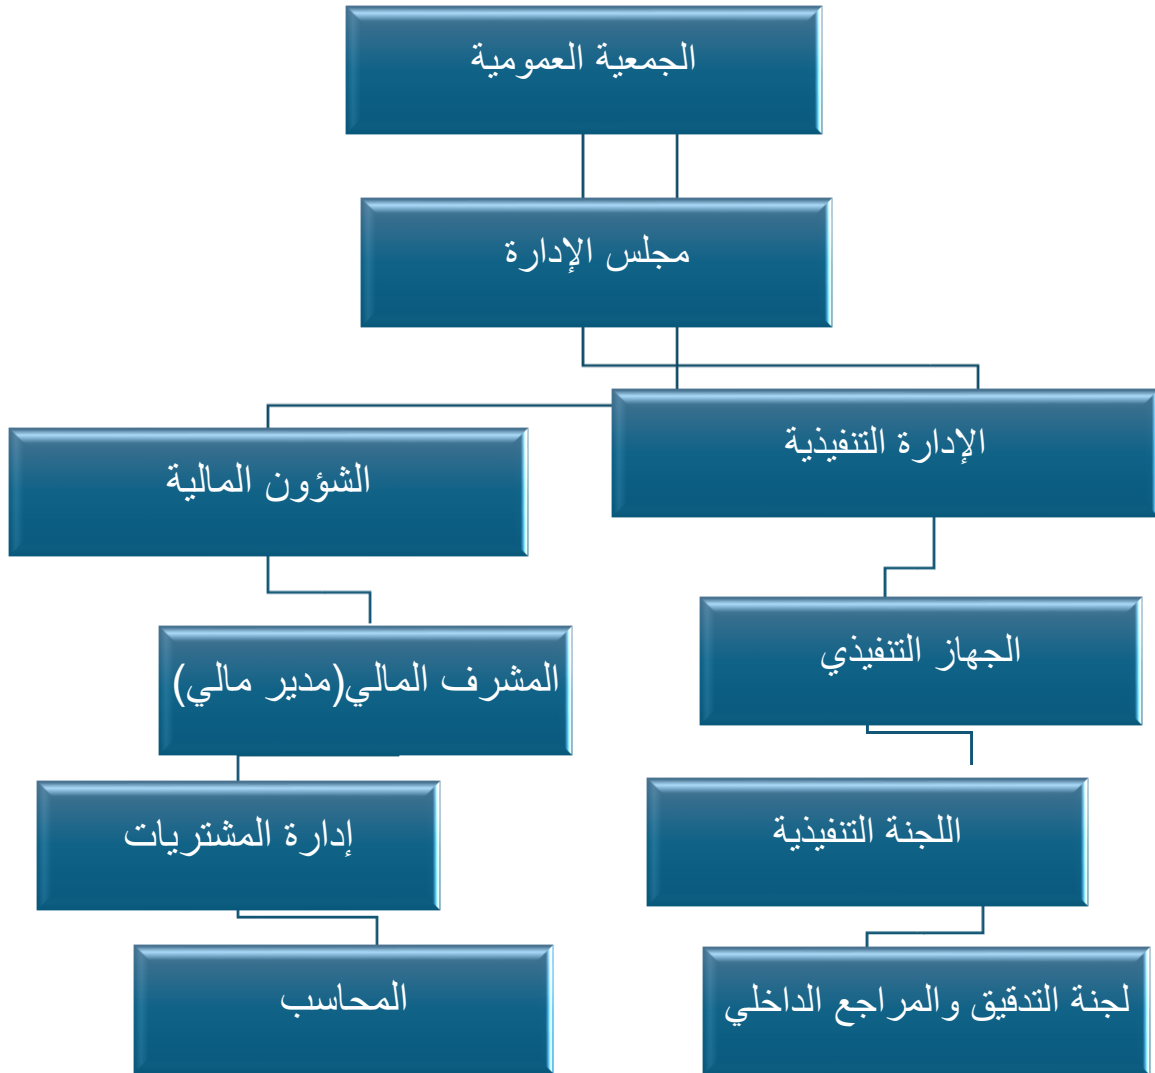 الجمعية العمومية
مجلس الإدارة
الإدارة التنفيذية
الشؤون المالية
الجهاز التنفيذي
المشرف المالي(مدير مالي)
اللجنة التنفيذية
إدارة المشتريات
لجنة التدقيق والمراجع الداخلي
المحاسب